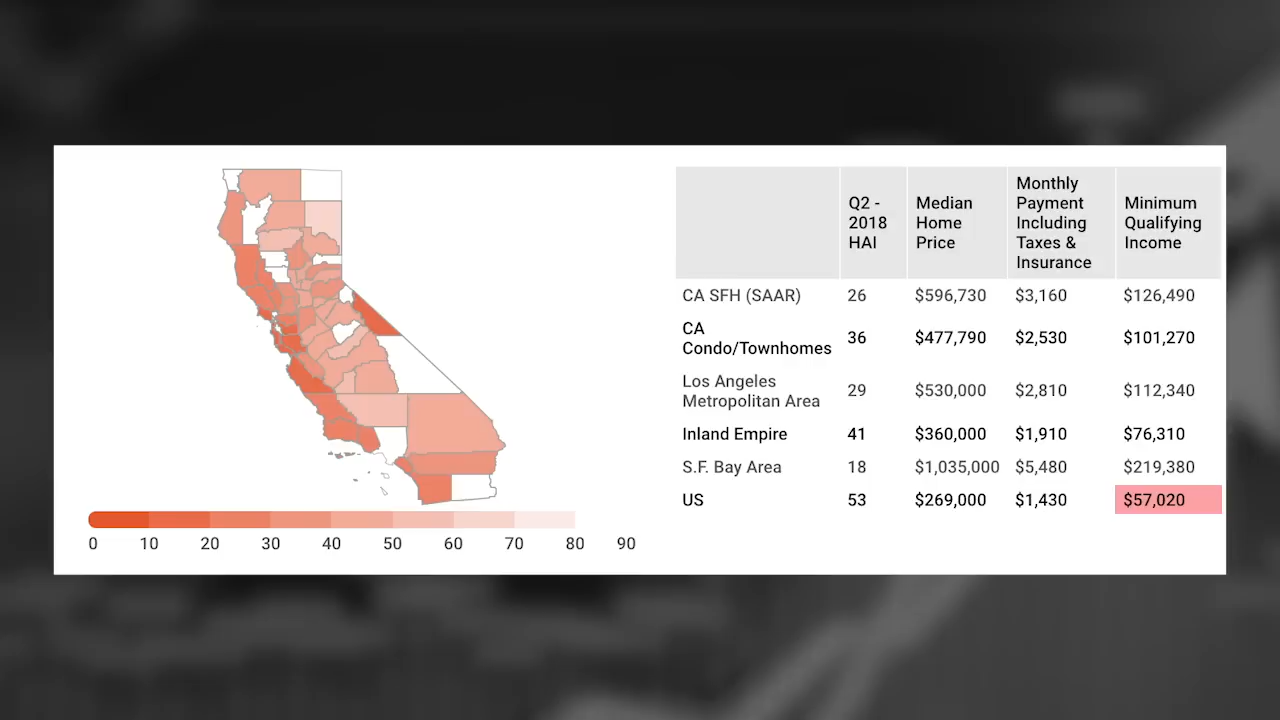 Q2 -
2018
HAI
Median
Home
Price
Monthly
Payment
Including
Taxes &
Insurance
Minimum
Qualifying
Income
CA SFH (SAAR) 26 $596,730 $3,160 $126,490
CA
Condo/Townhomes 36 $477,790 $2,530 $101,270
Los Angeles
Metropolitan Area 29 $530,000 $2,810 $112,340
Inland Empire 41 $360,000 $1,910 $76,310
S.F. Bay Area 18 $1,035,000 $5,480 $219,380
US 53 $269,000 $1,430 $57,020
0 10 20 30 40 50 60 70 80 90